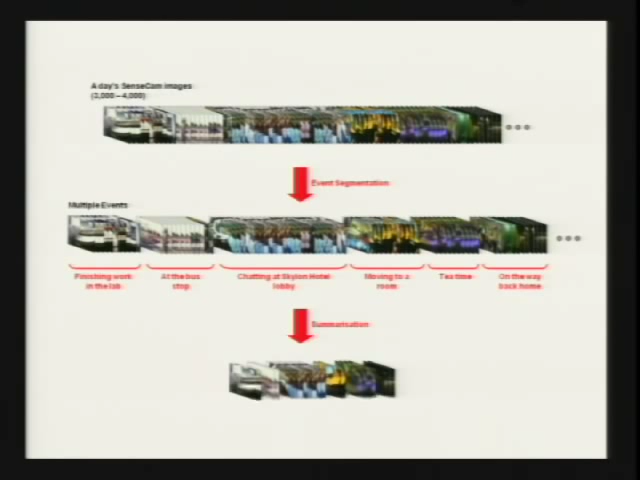 A day's SenseCam images
(3,000 – 4,000)
Event Segmentation
Multiple Events
Finishing work
in the lab
At the bus
stop
Chatting at Skylon Hotel
lobby
Moving to a
room
Tea time
On the way
back home
Summarisation